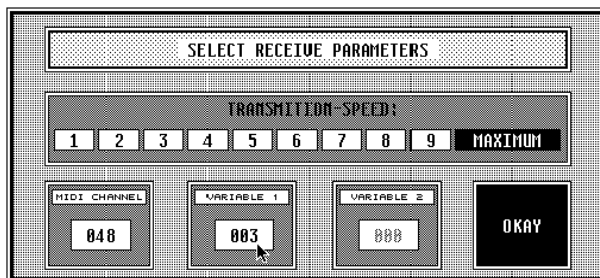 SELECT RECEIVE PARAMETERS
TRANSMITION-SPEED:
1 2 3 4 5 6 7 8 9 MAXIMUM
MIDI CHANNEL VARIABLE 1 VARIABLE 2
048 003 000 OKAY